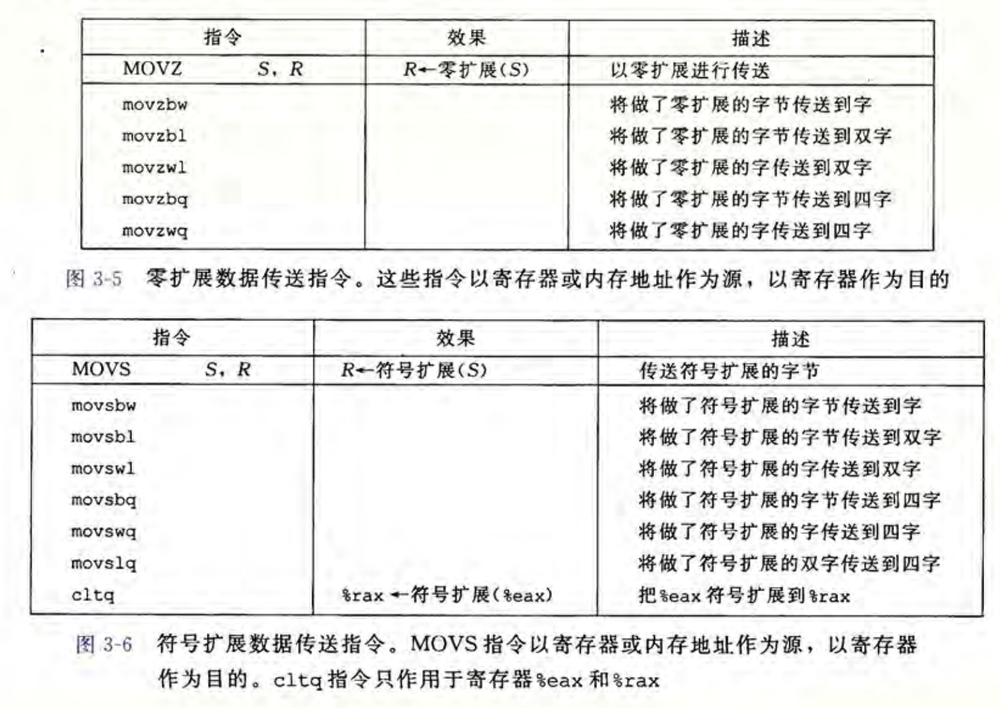 指令 效果 描述
MOVZ S, R R←零扩展(S) 以零扩展进行传送
movzbw 将做了零扩展的字节传送到字
movzbl 将做了零扩展的字节传送到双字
movzwl 将做了零扩展的字传送到双字
movzbq 将做了零扩展的字节传送到四字
movzwq 将做了零扩展的字传送到四字
图 3-5 零扩展数据传送指令。这些指令以寄存器或内存地址作为源，以寄存器作为目的
指令 效果 描述
MOVS S, R R←符号扩展(S) 传送符号扩展的字节
movsbw 将做了符号扩展的字节传送到字
movsbl 将做了符号扩展的字节传送到双字
movswl 将做了符号扩展的字传送到双字
movsbq 将做了符号扩展的字节传送到四字
movswq 将做了符号扩展的字传送到四字
movslq 将做了符号扩展的双字传送到四字
cltq %rax←符号扩展(%eax) 把%eax符号扩展到%rax
图 3-6 符号扩展数据传送指令。MOVS指令以寄存器或内存地址作为源，以寄存器
作为目的。cltq指令只作用于寄存器%eax和%rax